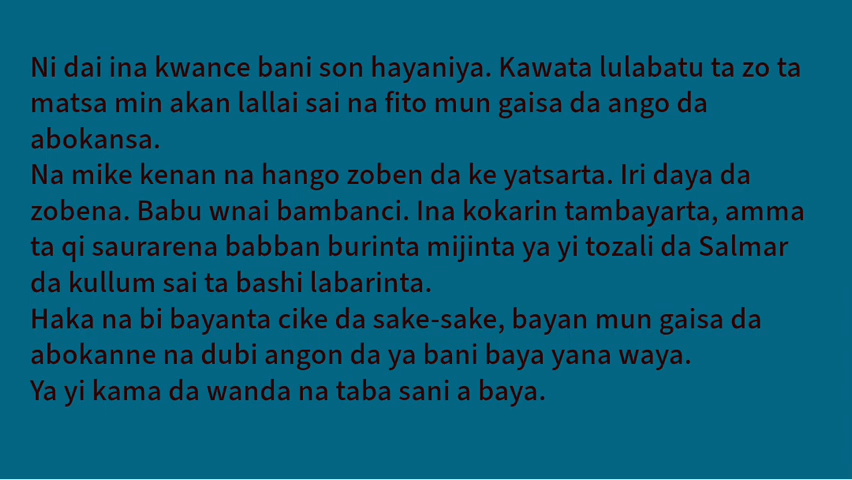 Ni dai ina kwance bani son hayaniya. Kawata lulabatu ta zo ta
matsa min akan lallai sai na fito mun gaisa da ango da
abokansa.
Na mike kenan na hango zoben da ke yatsarta. Iri daya da
zobena. Babu wnai bambanci. Ina kokarin tambayarta, amma
ta qi saurarena babban burinta mijinta ya yi tozali da Salmar
da kullum sai ta bashi labarinta.
Haka na bi bayanta cike da sake-sake, bayan mun gaisa da
abokanne na dubi angon da ya bani baya yana waya.
Ya yi kama da wanda na taba sani a baya.